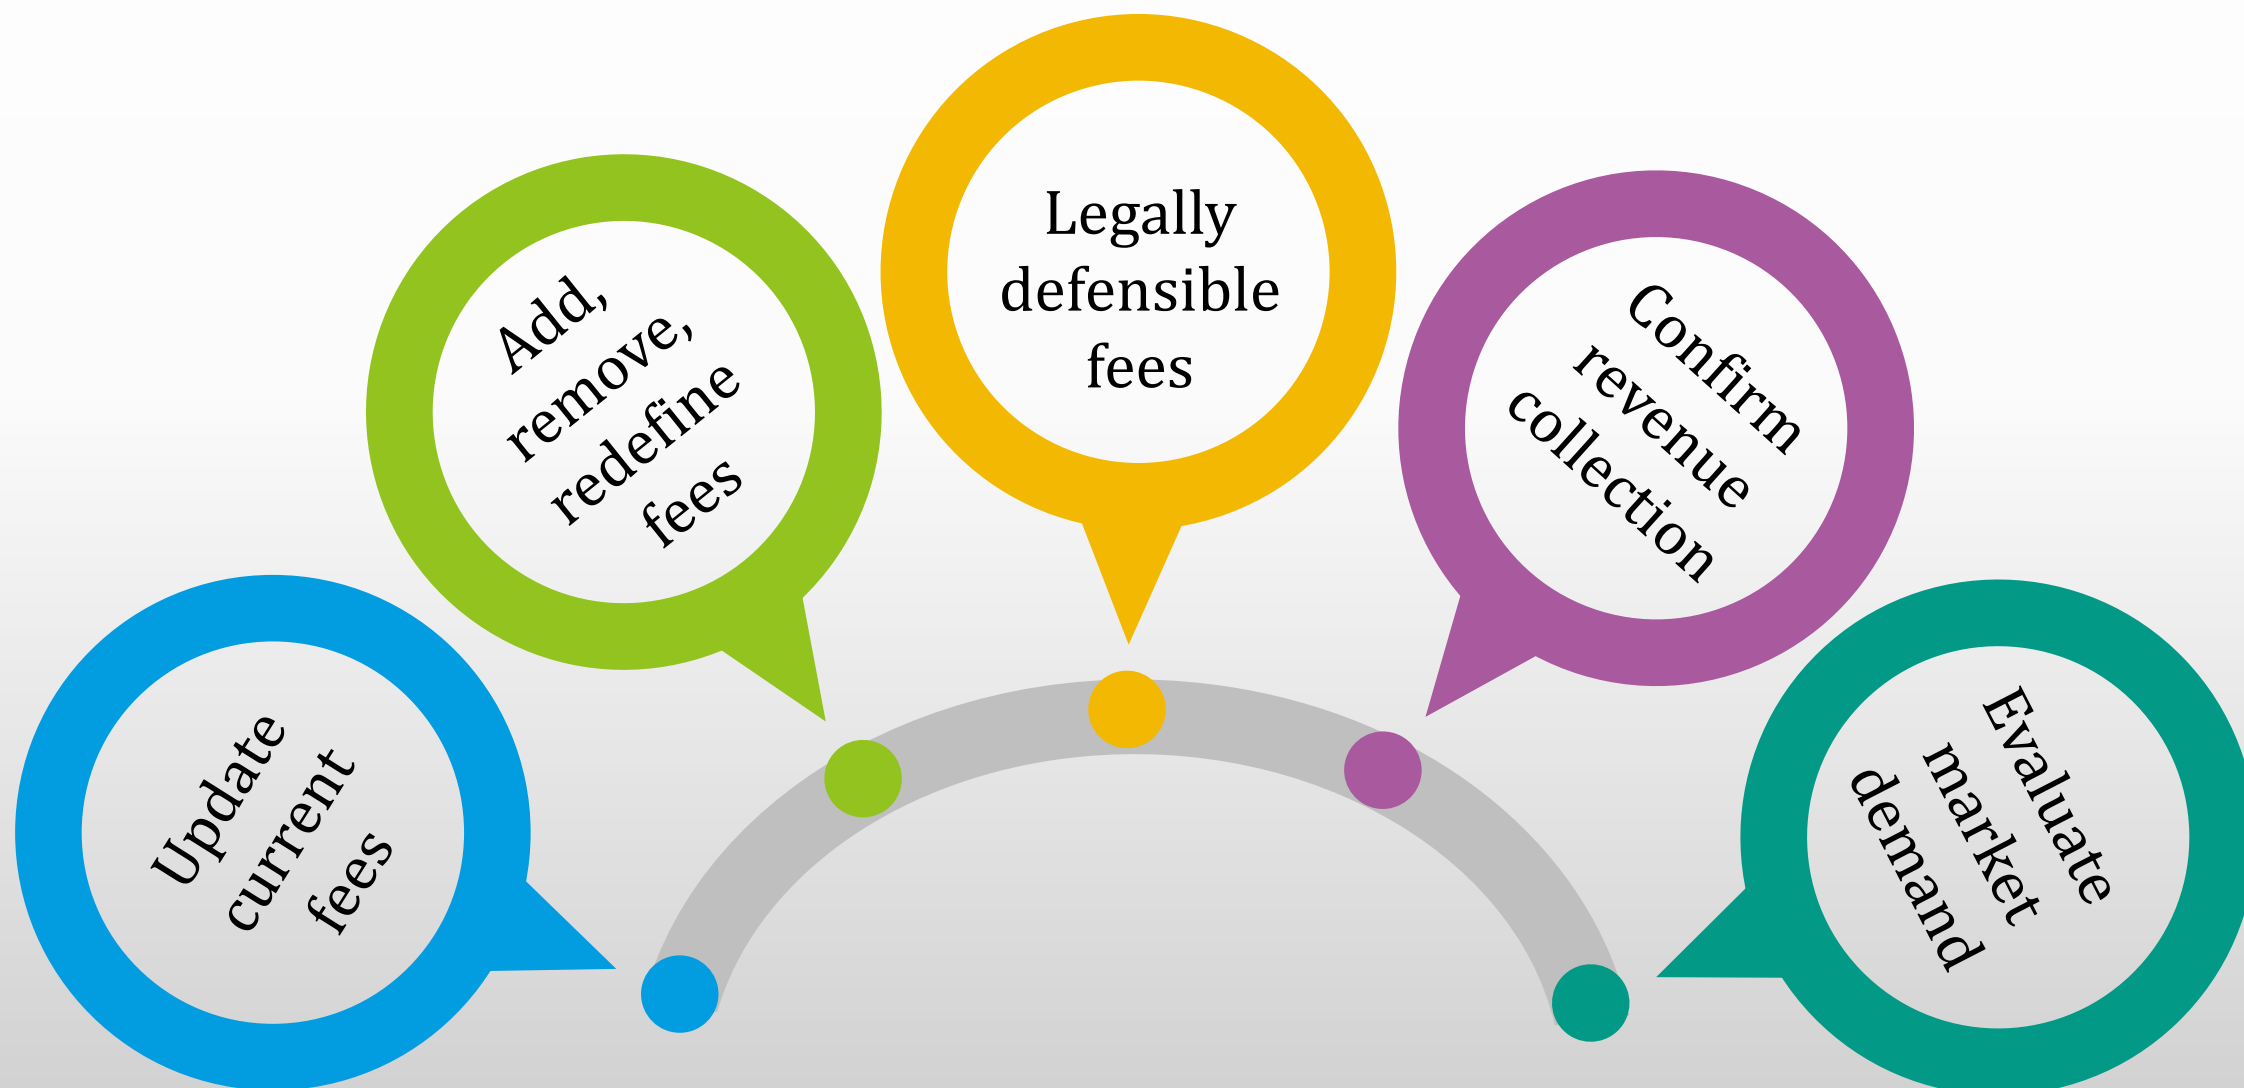 Update
current
fees
Add,
remove,
redefine
fees
Legally
defensible
fees
Confirm
revenue
collection
Evaluate
market
demand